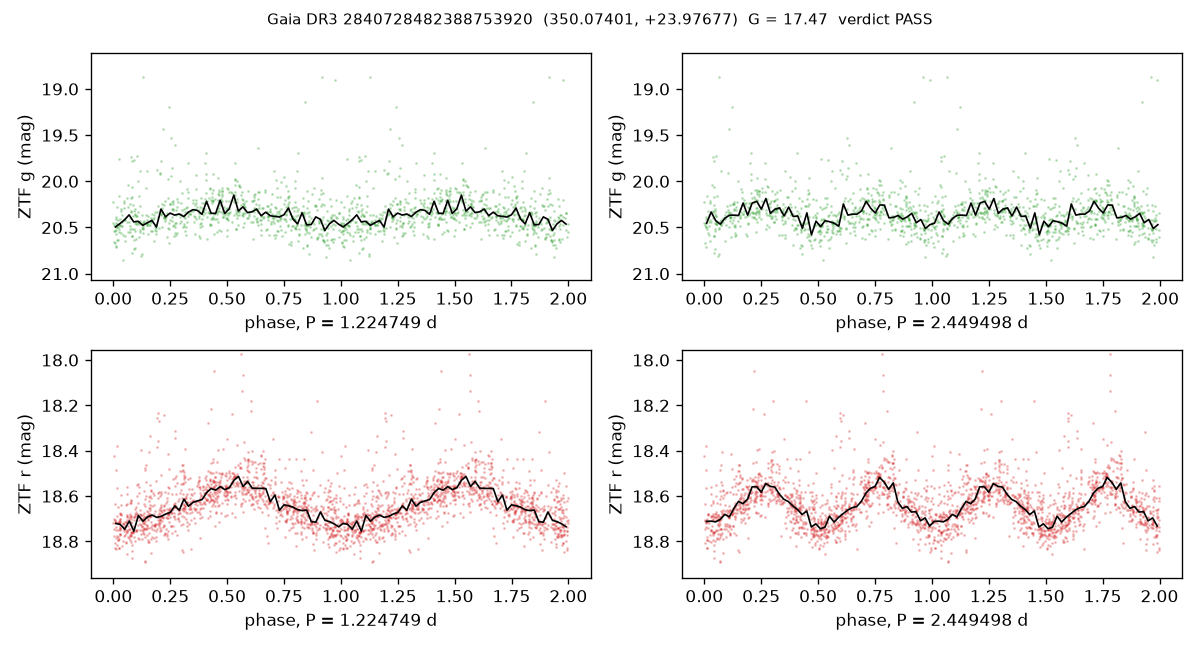 Gaia DR3 2840728482388753920  (350.07401, +23.97677)  G = 17.47  verdict PASS
ZTF g (mag)
19.0
19.5
20.0
20.5
21.0
0.00 0.25 0.50 0.75 1.00 1.25 1.50 1.75 2.00
phase, P = 1.224749 d
ZTF g (mag)
19.0
19.5
20.0
20.5
21.0
0.00 0.25 0.50 0.75 1.00 1.25 1.50 1.75 2.00
phase, P = 2.449498 d
ZTF r (mag)
18.0
18.2
18.4
18.6
18.8
0.00 0.25 0.50 0.75 1.00 1.25 1.50 1.75 2.00
phase, P = 1.224749 d
ZTF r (mag)
18.0
18.2
18.4
18.6
18.8
0.00 0.25 0.50 0.75 1.00 1.25 1.50 1.75 2.00
phase, P = 2.449498 d